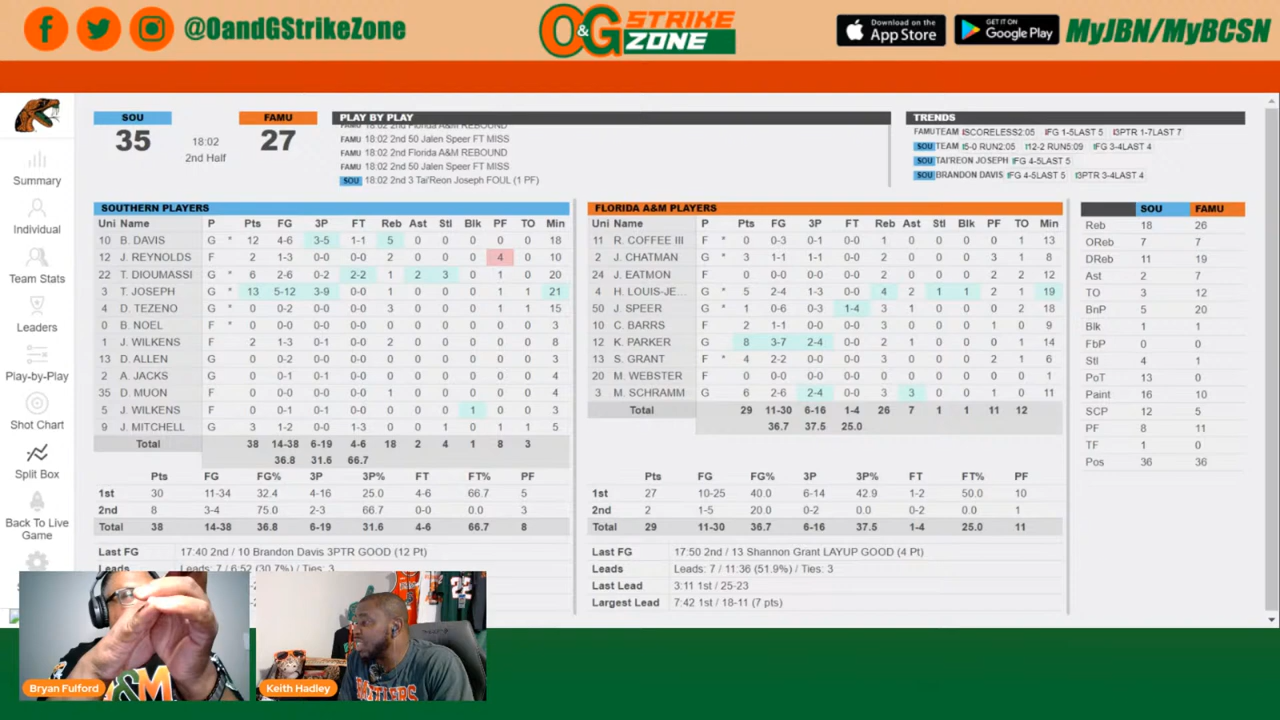 @OandGStrikeZone
O&G STRIKE ZONE
Download on the App Store
GET IT ON Google Play
MyJBN/MyBCSN
SOU
35
18:02
2nd Half
FAMU
27
PLAY BY PLAY
FAMU 18:02 2nd Florida A&M REBOUND
FAMU 18:02 2nd 50 Jalen Speer FT MISS
FAMU 18:02 2nd Florida A&M REBOUND
FAMU 18:02 2nd 50 Jalen Speer FT MISS
SOU 18:02 2nd 3 Tai'Reon Joseph FOUL (1 PF)
TRENDS
FAMU TEAM SCORELESS 2:05 FG 1-5 LAST 5 3PTR 1-7 LAST 7
SOU TEAM 5-0 RUN 2:05 12-2 RUN 5:09 FG 3-4 LAST 4
SOU TAI'REON JOSEPH FG 4-5 LAST 5
SOU BRANDON DAVIS FG 4-5 LAST 5 3PTR 3-4 LAST 4
Summary
Individual
Team Stats
Leaders
Play-by-Play
Shot Chart
Split Box
Back To Live Game
SOUTHERN PLAYERS
Uni Name P Pts FG 3P FT Reb Ast Stl Blk PF TO Min
10 B. DAVIS G * 12 4-6 3-5 1-1 5 0 0 0 0 0 18
12 J. REYNOLDS F 2 1-3 0-0 0-0 2 0 0 0 4 0 10
22 T. DIOUMASSI G * 6 2-6 0-2 2-2 1 2 3 0 1 0 20
3 T. JOSEPH G * 13 5-12 3-9 0-0 1 0 0 0 1 1 21
4 D. TEZENO G * 0 0-2 0-0 0-0 3 0 0 0 1 1 15
0 B. NOEL F * 0 0-0 0-0 0-0 0 0 0 0 0 0 3
1 J. WILKENS F 2 1-3 0-1 0-0 2 0 0 0 0 0 8
13 D. ALLEN G 0 0-2 0-0 0-0 0 0 0 0 0 0 3
2 A. JACKS G 0 0-1 0-1 0-0 0 0 0 0 0 0 4
35 D. MUON F 0 0-0 0-0 0-0 1 0 0 0 0 0 4
5 J. WILKENS F 0 0-1 0-1 0-0 0 0 0 1 0 0 3
9 J. MITCHELL G 3 1-2 0-0 1-3 1 0 1 0 1 1 5
Total 38 14-38 6-19 4-6 18 2 4 1 8 3
36.8 31.6 66.7
Pts FG FG% 3P 3P% FT FT% PF
1st 30 11-34 32.4 4-16 25.0 4-6 66.7 5
2nd 8 3-4 75.0 2-3 66.7 0-0 0.0 3
Total 38 14-38 36.8 6-19 31.6 4-6 66.7 8
Last FG 17:40 2nd / 10 Brandon Davis 3PTR GOOD (12 Pt)
Leads Leads: 7 / 6:52 (30.7%) / Ties: 3
FLORIDA A&M PLAYERS
Uni Name P Pts FG 3P FT Reb Ast Stl Blk PF TO Min
11 R. COFFEE III F * 0 0-3 0-1 0-0 1 0 0 0 1 1 13
2 J. CHATMAN G * 3 1-1 1-1 0-0 1 0 0 0 3 1 8
24 J. EATMON F 0 0-0 0-0 0-0 2 1 0 0 2 2 12
4 H. LOUIS-JE... G * 5 2-4 1-3 0-0 4 2 1 1 2 1 19
50 J. SPEER G * 1 0-6 0-3 1-4 3 1 0 0 0 2 18
10 C. BARRS F 2 1-1 0-0 0-0 3 0 0 0 1 0 9
12 K. PARKER G 8 3-7 2-4 0-0 2 1 0 0 0 1 14
13 S. GRANT F * 4 2-2 0-0 0-0 3 0 0 0 2 1 6
20 M. WEBSTER F 0 0-0 0-0 0-0 0 0 0 0 0 0 1
3 M. SCHRAMM G 6 2-6 2-4 0-0 1 3 0 0 0 1 11
Total 29 11-30 6-16 1-4 26 7 1 1 11 12
36.7 37.5 25.0
Pts FG FG% 3P 3P% FT FT% PF
1st 27 10-25 40.0 6-14 42.9 1-2 50.0 10
2nd 2 1-5 20.0 0-2 0.0 0-2 0.0 1
Total 29 11-30 36.7 6-16 37.5 1-4 25.0 11
Last FG 17:50 2nd / 13 Shannon Grant LAYUP GOOD (4 Pt)
Leads Leads: 7 / 11:36 (51.9%) / Ties: 3
Last Lead 3:11 1st / 25-23
Largest Lead 7:42 1st / 18-11 (7 pts)
SOU FAMU
Reb 18 26
OReb 7 7
DReb 11 19
Ast 2 7
TO 3 12
BnP 5 20
Blk 1 1
FbP 0 0
Stl 4 1
PoT 13 0
Paint 16 10
SCP 12 5
PF 8 11
TF 1 0
Pos 36 36
Bryan Fulford
Keith Hadley